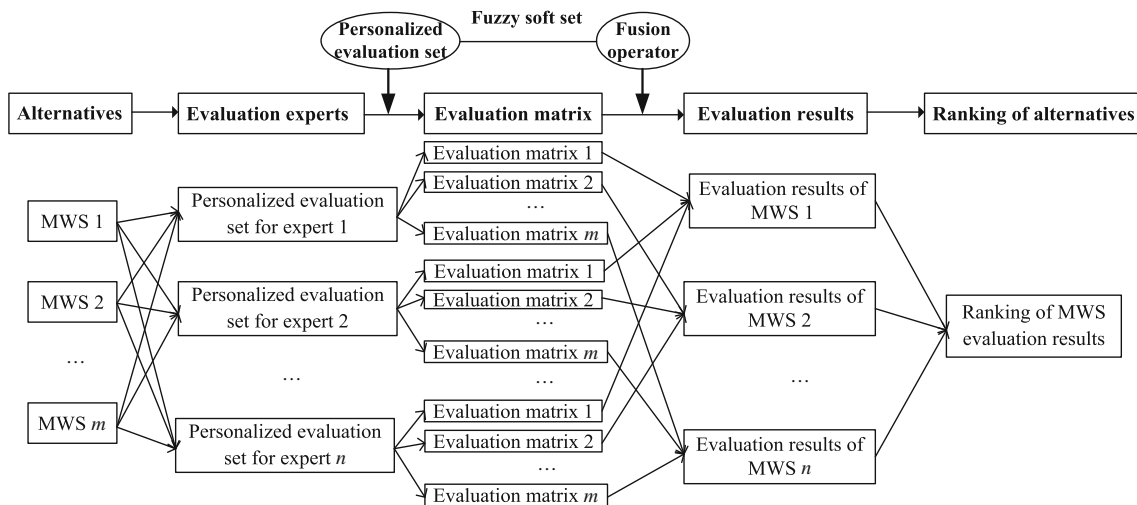 Fuzzy soft set
Personalized
evaluation set
Fusion
operator
Alternatives
Evaluation experts
Evaluation matrix
Evaluation results
Ranking of alternatives
MWS 1
MWS 2
...
MWS m
Personalized evaluation
set for expert 1
Personalized evaluation
set for expert 2
...
Personalized evaluation
set for expert n
Evaluation matrix 1
Evaluation matrix 2
...
Evaluation matrix m
Evaluation matrix 1
Evaluation matrix 2
...
Evaluation matrix m
...
Evaluation matrix 1
Evaluation matrix 2
...
Evaluation matrix m
Evaluation results of
MWS 1
Evaluation results of
MWS 2
...
Evaluation results of
MWS n
Ranking of MWS
evaluation results